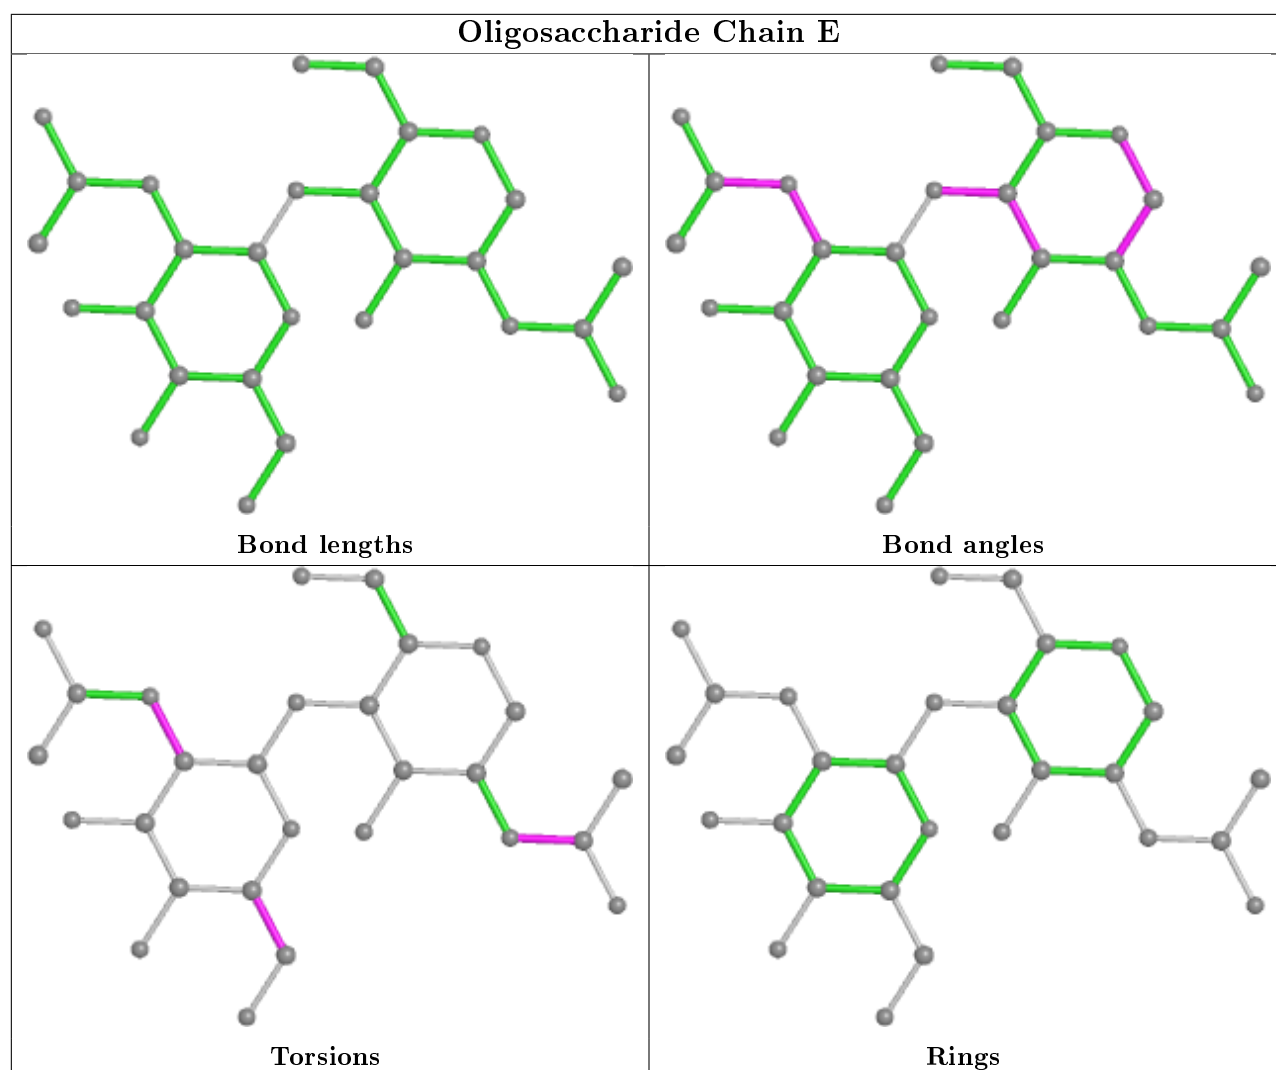 Oligosaccharide Chain E
Bond lengths
Bond angles
Torsions
Rings